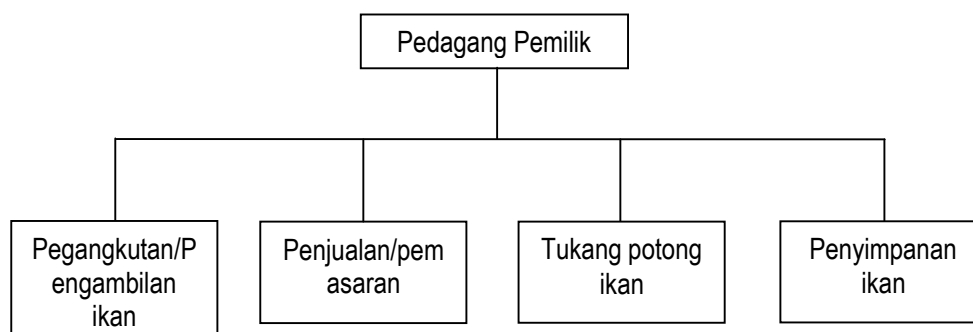 Pedagang Pemilik
Pegangkutan/P
engambilan
ikan
Penjualan/pem
asaran
Tukang potong
ikan
Penyimpanan
ikan